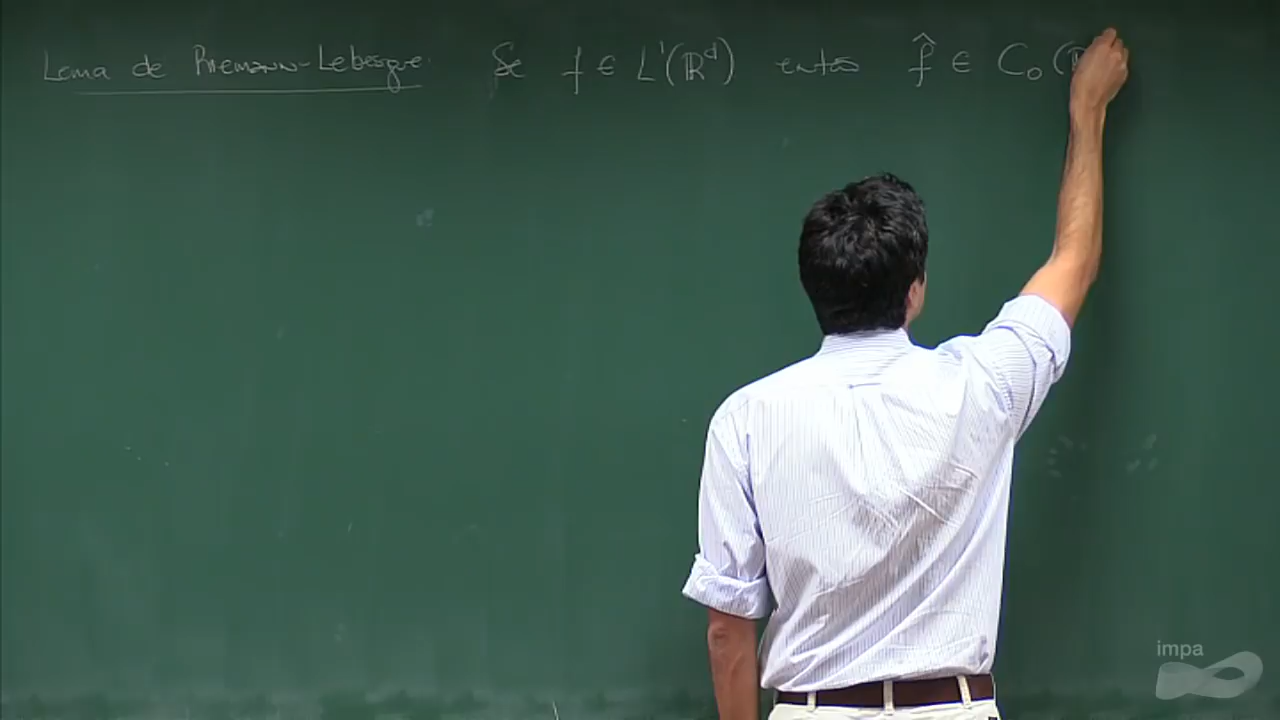 Lema de Riemann-Lebesgue: Se f ∈ L¹(ℝᵈ) então f̂ ∈ C₀(ℝ
impa